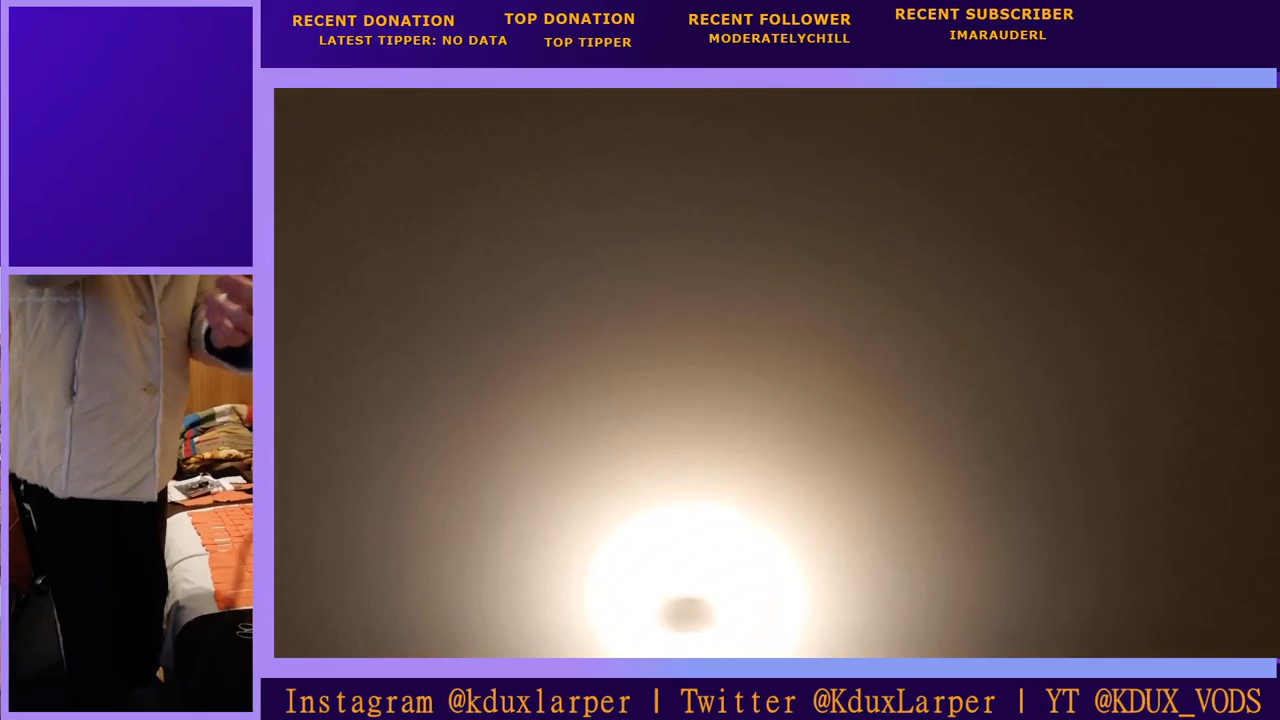 RECENT DONATION
LATEST TIPPER: NO DATA
TOP DONATION
TOP TIPPER
RECENT FOLLOWER
MODERATELYCHILL
RECENT SUBSCRIBER
IMARAUDERL
Instagram @kduxlarper | Twitter @KduxLarper | YT @KDUX_VODS